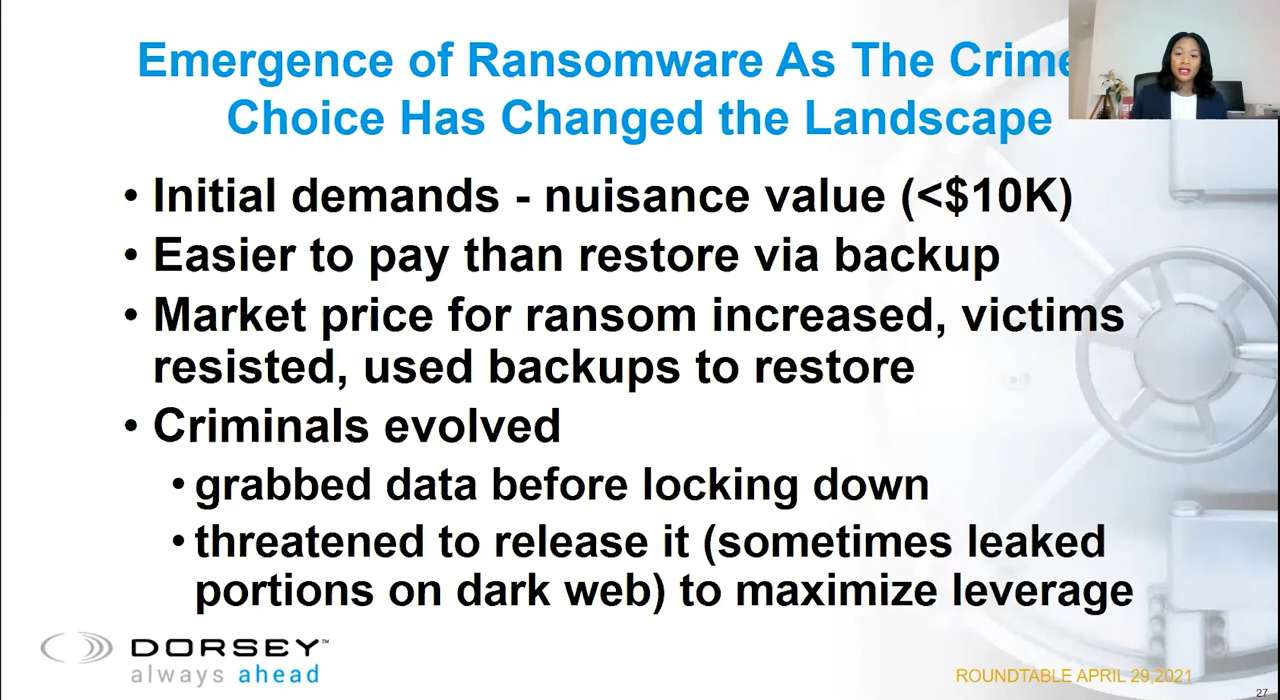 Emergence of Ransomware As The Crime
Choice Has Changed the Landscape
• Initial demands - nuisance value (<$10K)
• Easier to pay than restore via backup
• Market price for ransom increased, victims
resisted, used backups to restore
• Criminals evolved
• grabbed data before locking down
• threatened to release it (sometimes leaked
portions on dark web) to maximize leverage
DORSEY™
always ahead
ROUNDTABLE APRIL 29,2021
27